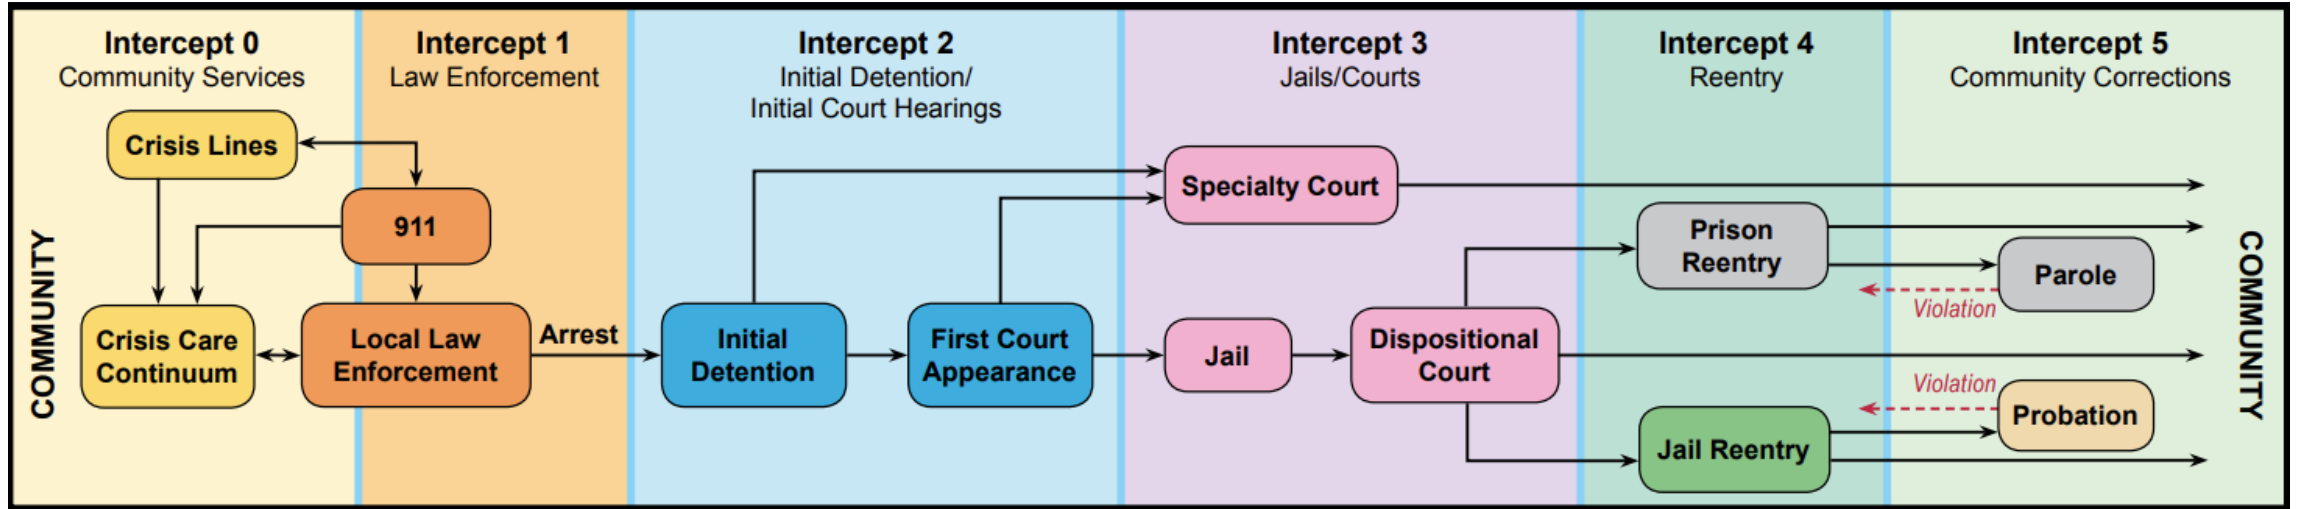 Intercept 0
Community Services
Intercept 1
Law Enforcement
Intercept 2
Initial Detention/
Initial Court Hearings
Intercept 3
Jails/Courts
Intercept 4
Reentry
Intercept 5
Community Corrections
COMMUNITY
Crisis Lines
911
Crisis Care
Continuum
Local Law
Enforcement
Arrest
Initial
Detention
First Court
Appearance
Specialty Court
Jail
Dispositional
Court
Prison
Reentry
Parole
Violation
Violation
Probation
Jail Reentry
COMMUNITY